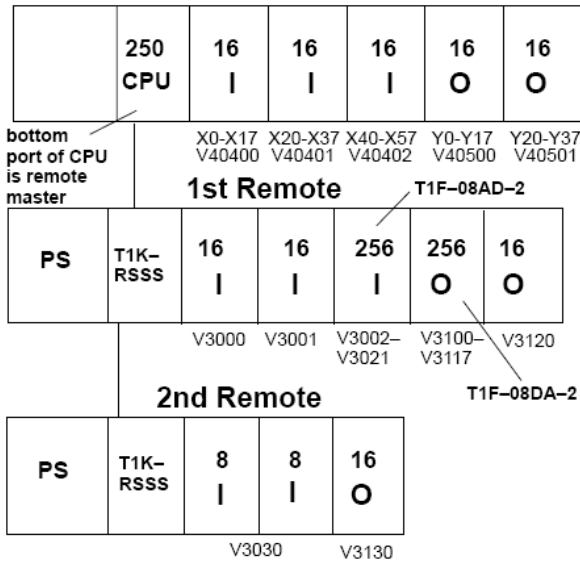 250 16 16 16 16 16
CPU I I I O O
bottom
port of CPU
is remote
master
X0-X17 X20-X37 X40-X57 Y0-Y17 Y20-Y37
V40400 V40401 V40402 V40500 V40501
1st Remote
T1F–08AD–2
PS T1K–
RSSS
16 16 256 256 16
I I I O O
V3000 V3001 V3002–
V3021
V3100–
V3117
V3120
T1F–08DA–2
2nd Remote
PS T1K–
RSSS
8 8 16
I I O
V3030 V3130